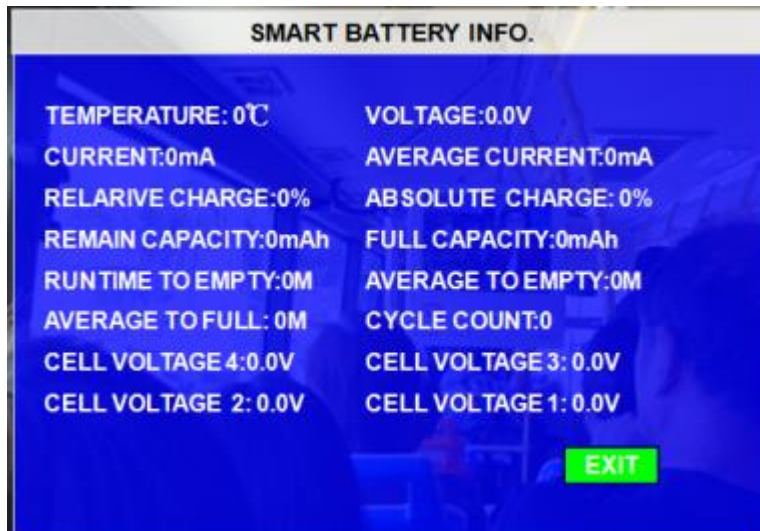 SMART BATTERY INFO.
TEMPERATURE: 0℃ VOLTAGE:0.0V
CURRENT:0mA AVERAGE CURRENT:0mA
RELARIVE CHARGE:0% ABSOLUTE CHARGE: 0%
REMAIN CAPACITY:0mAh FULL CAPACITY:0mAh
RUNTIME TO EMPTY:0M AVERAGE TO EMPTY:0M
AVERAGE TO FULL: 0M CYCLE COUNT:0
CELL VOLTAGE 4:0.0V CELL VOLTAGE 3: 0.0V
CELL VOLTAGE 2: 0.0V CELL VOLTAGE 1: 0.0V
EXIT